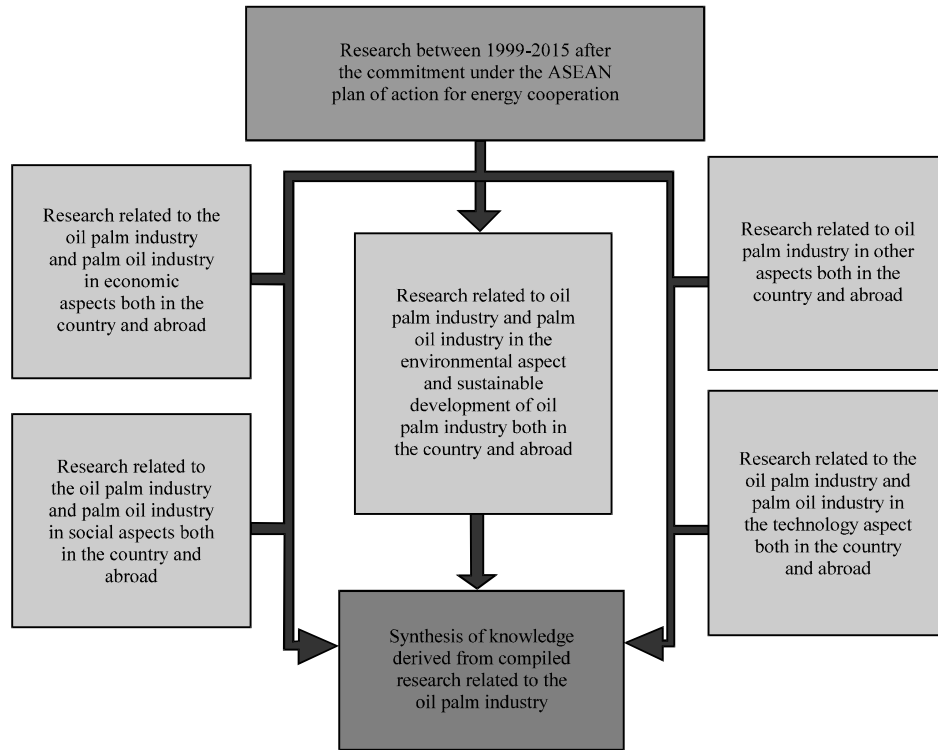 Research between 1999-2015 after
the commitment under the ASEAN
plan of action for energy cooperation
Research related to the
oil palm industry
and palm oil industry
in economic
aspects both in the
country and abroad
Research related to oil
palm industry and palm
oil industry in the
environmental aspect
and sustainable
development of oil
palm industry both in
the country and abroad
Research related to oil
palm industry in other
aspects both in the
country and abroad
Research related to
the oil palm industry
and palm oil industry
in social aspects both
in the country and
abroad
Research related to the
oil palm industry and
palm oil industry in
the technology aspect
both in the country
and abroad
Synthesis of knowledge
derived from compiled
research related to the
oil palm industry